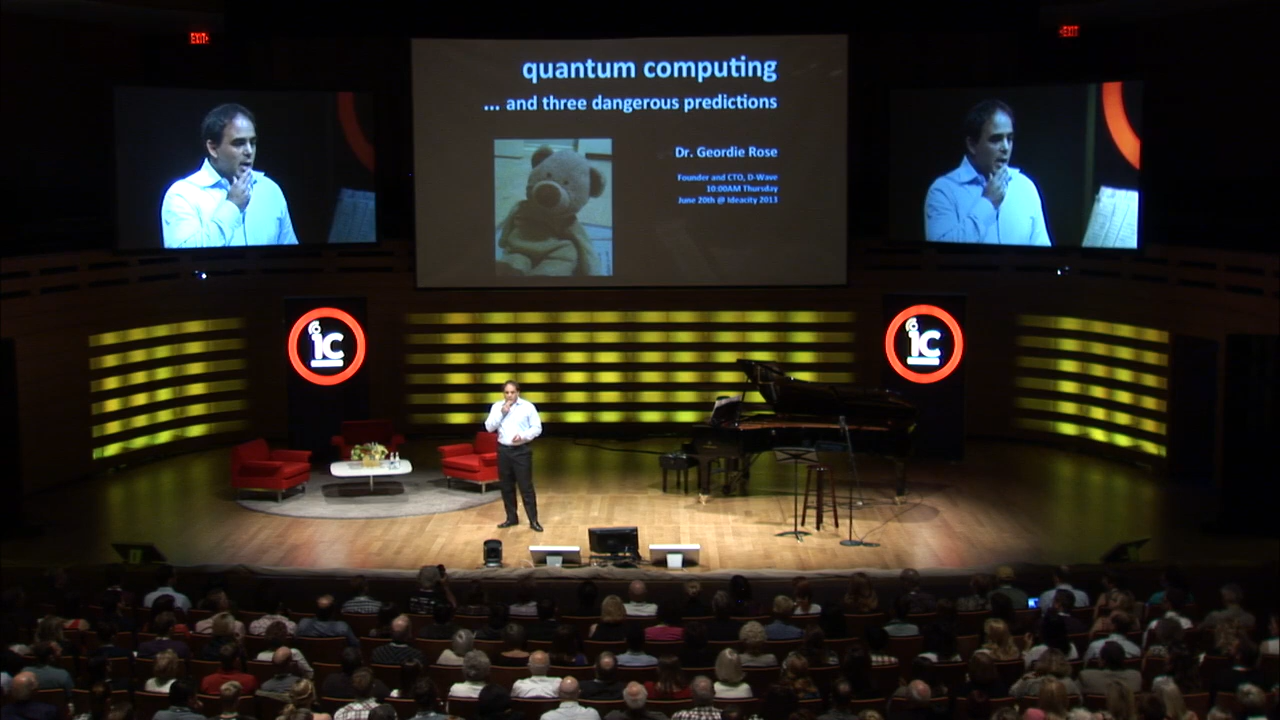 EXIT
EXIT
quantum computing
... and three dangerous predictions
Dr. Geordie Rose
Founder and CTO, D-Wave
10:00AM Thursday
June 20th @ Ideacity 2013
iC
iC